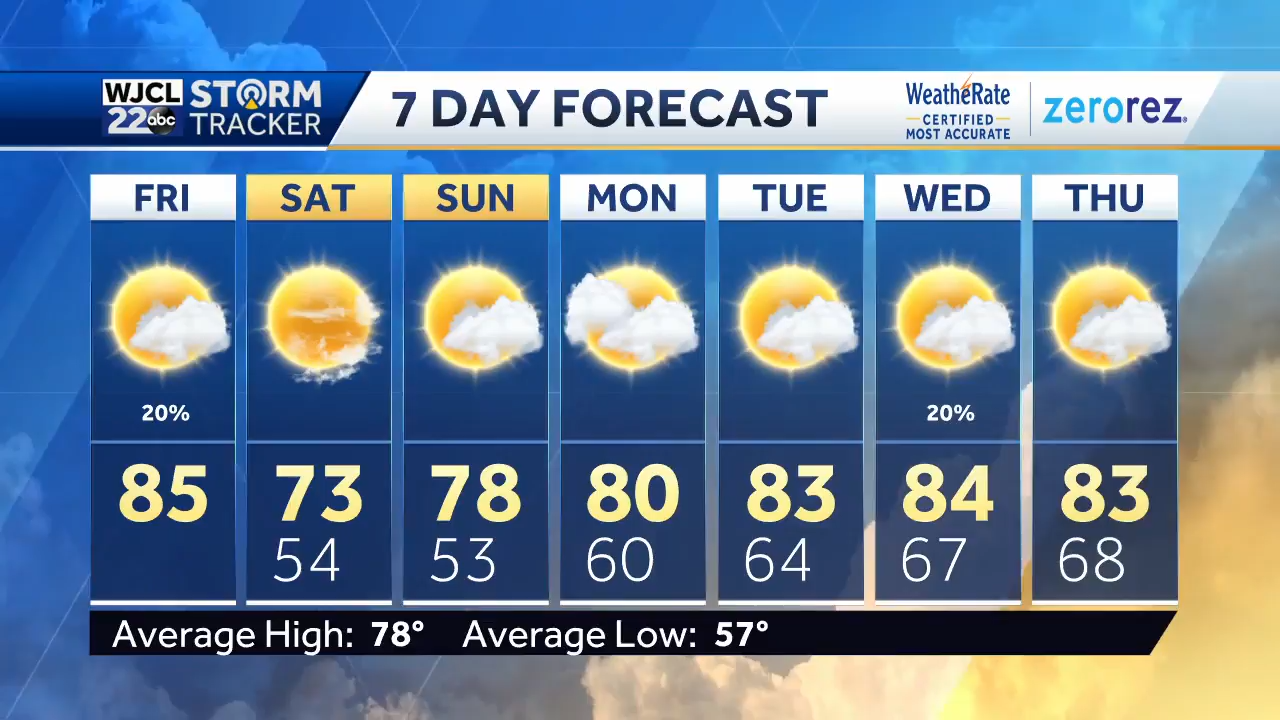 WJCL
22 abc
STORM
TRACKER
7 DAY FORECAST
WeatheRate
CERTIFIED
MOST ACCURATE
zerorez®
FRI SAT SUN MON TUE WED THU
20% 20%
85 73 78 80 83 84 83
54 53 60 64 67 68
Average High: 78° Average Low: 57°